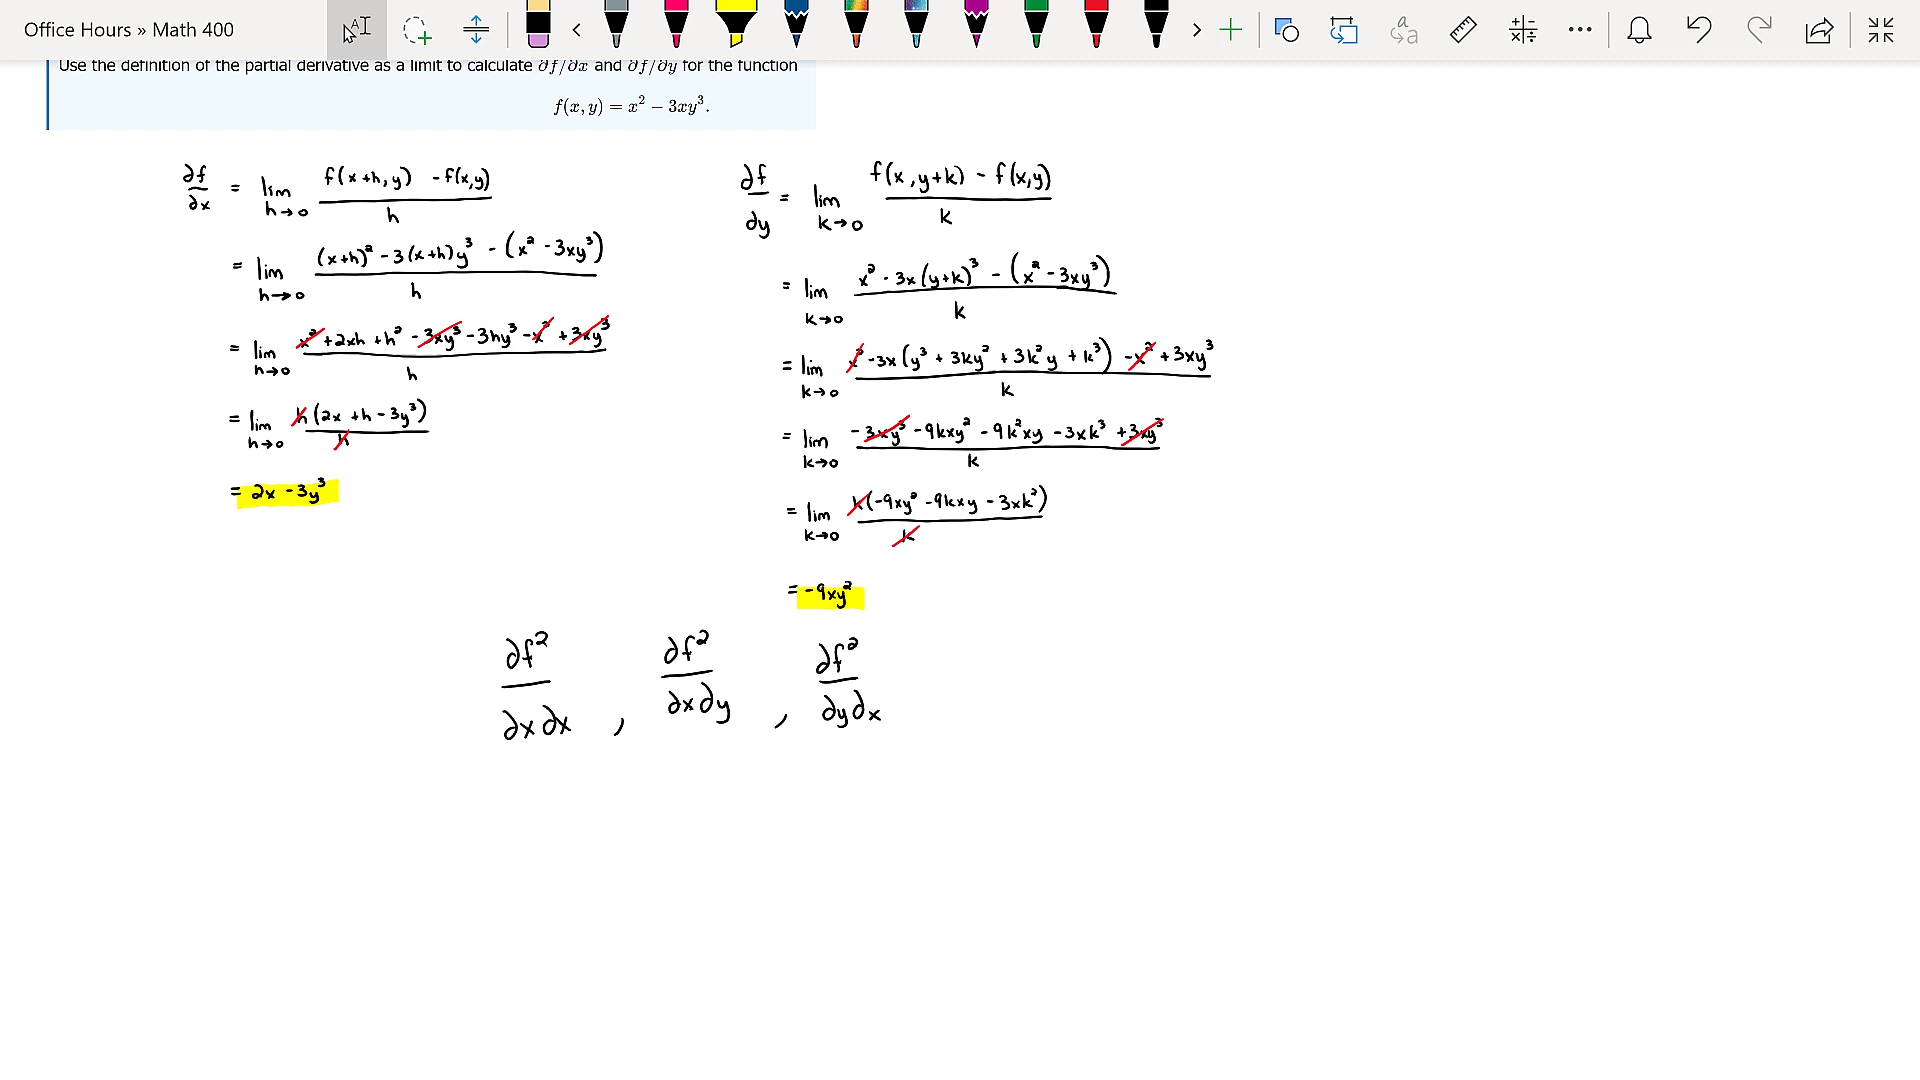 Office Hours » Math 400
Use the definition of the partial derivative as a limit to calculate ∂f/∂x and ∂f/∂y for the function
f(x, y) = x² − 3xy³.
∂f/∂x = lim h→0 (f(x+h, y) - f(x,y))/h
= lim h→0 ((x+h)² - 3(x+h)y³ - (x² - 3xy³))/h
= lim h→0 (x² + 2xh + h² - 3xy³ - 3hy³ - x² + 3xy³)/h
= lim h→0 h(2x + h - 3y³)/h
= 2x - 3y³
∂f/∂y = lim k→0 (f(x, y+k) - f(x,y))/k
= lim k→0 (x² - 3x(y+k)³ - (x² - 3xy³))/k
= lim k→0 (x² - 3x(y³ + 3ky² + 3k²y + k³) - x² + 3xy³)/k
= lim k→0 (-3xy³ - 9kxy² - 9k²xy - 3xk³ + 3xy³)/k
= lim k→0 k(-9xy² - 9kxy - 3xk²)/k
= -9xy²
∂f²/∂x∂x , ∂f²/∂x∂y , ∂f²/∂y∂x